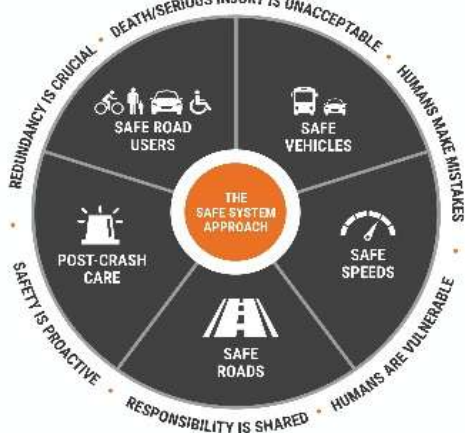 DEATH/SERIOUS INJURY IS UNACCEPTABLE
HUMANS MAKE MISTAKES
HUMANS ARE VULNERABLE
RESPONSIBILITY IS SHARED
SAFETY IS PROACTIVE
REDUNDANCY IS CRUCIAL
SAFE ROAD
USERS
SAFE
VEHICLES
SAFE
SPEEDS
SAFE
ROADS
POST-CRASH
CARE
THE
SAFE SYSTEM
APPROACH